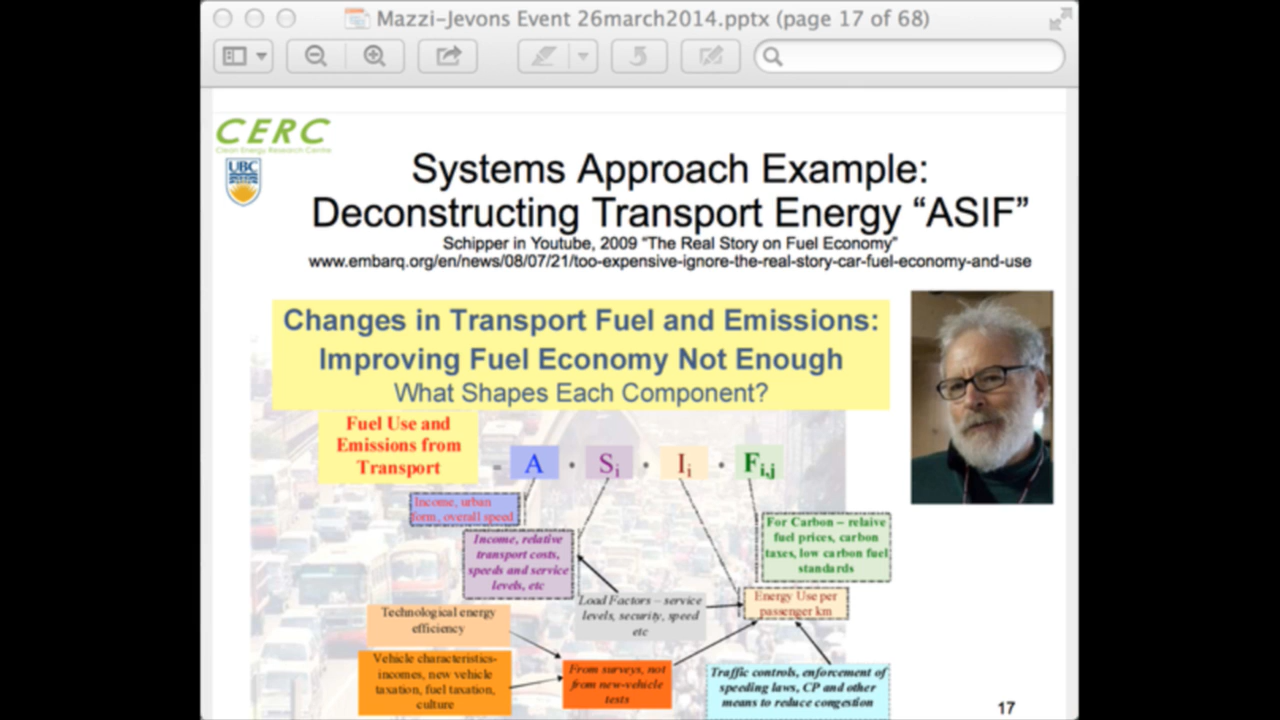 Mazzi-Jevons Event 26march2014.pptx (page 17 of 68)
CERC
Clean Energy Research Centre
UBC
Systems Approach Example:
Deconstructing Transport Energy “ASIF”
Schipper in Youtube, 2009 “The Real Story on Fuel Economy”
www.embarq.org/en/news/08/07/21/too-expensive-ignore-the-real-story-car-fuel-economy-and-use
Changes in Transport Fuel and Emissions:
Improving Fuel Economy Not Enough
What Shapes Each Component?
Fuel Use and
Emissions from
Transport
= A • Si • Ii • Fi,j
Income, urban
form, overall speed
Income, relative
transport costs,
speeds and service
levels, etc
For Carbon – relaive
fuel prices, carbon
taxes, low carbon fuel
standards
Load Factors – service
levels, security, speed
etc
Energy Use per
passenger km
Technological energy
efficiency
Vehicle characteristics-
incomes, new vehicle
taxation, fuel taxation,
culture
From surveys, not
from new-vehicle
tests
Traffic controls, enforcement of
speeding laws, CP and other
means to reduce congestion
17